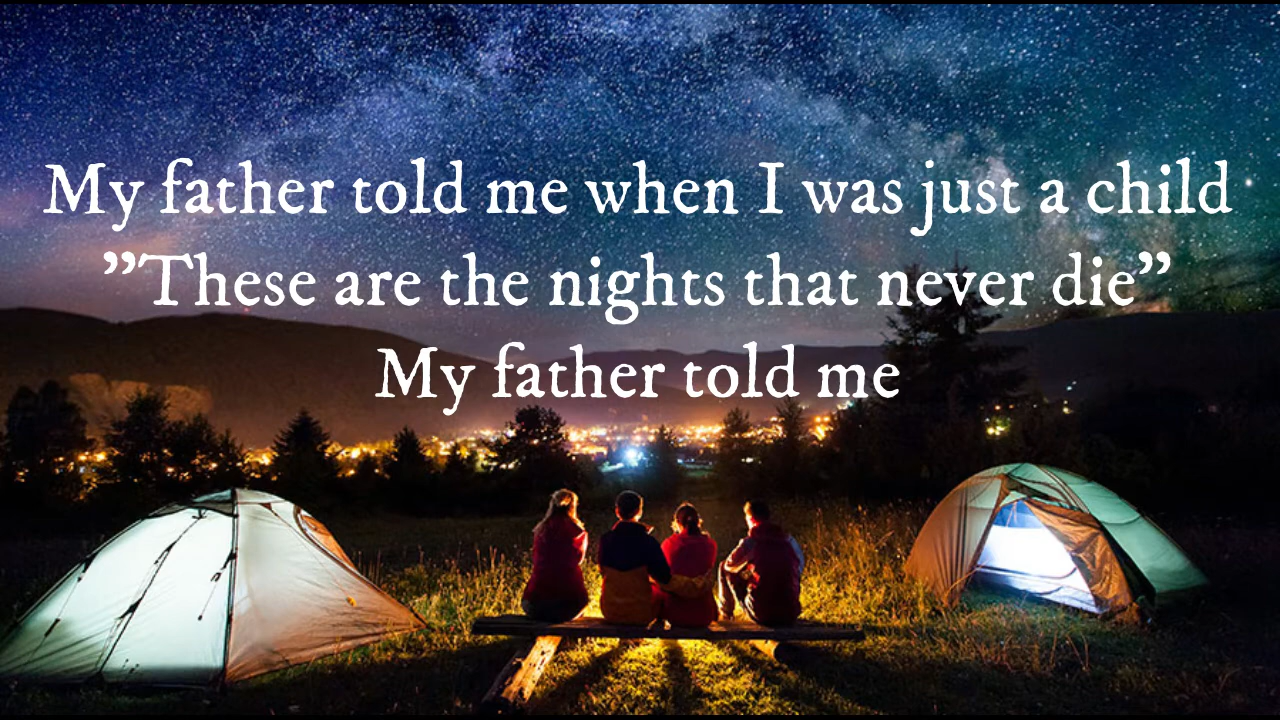 My father told me when I was just a child
”These are the nights that never die”
My father told me